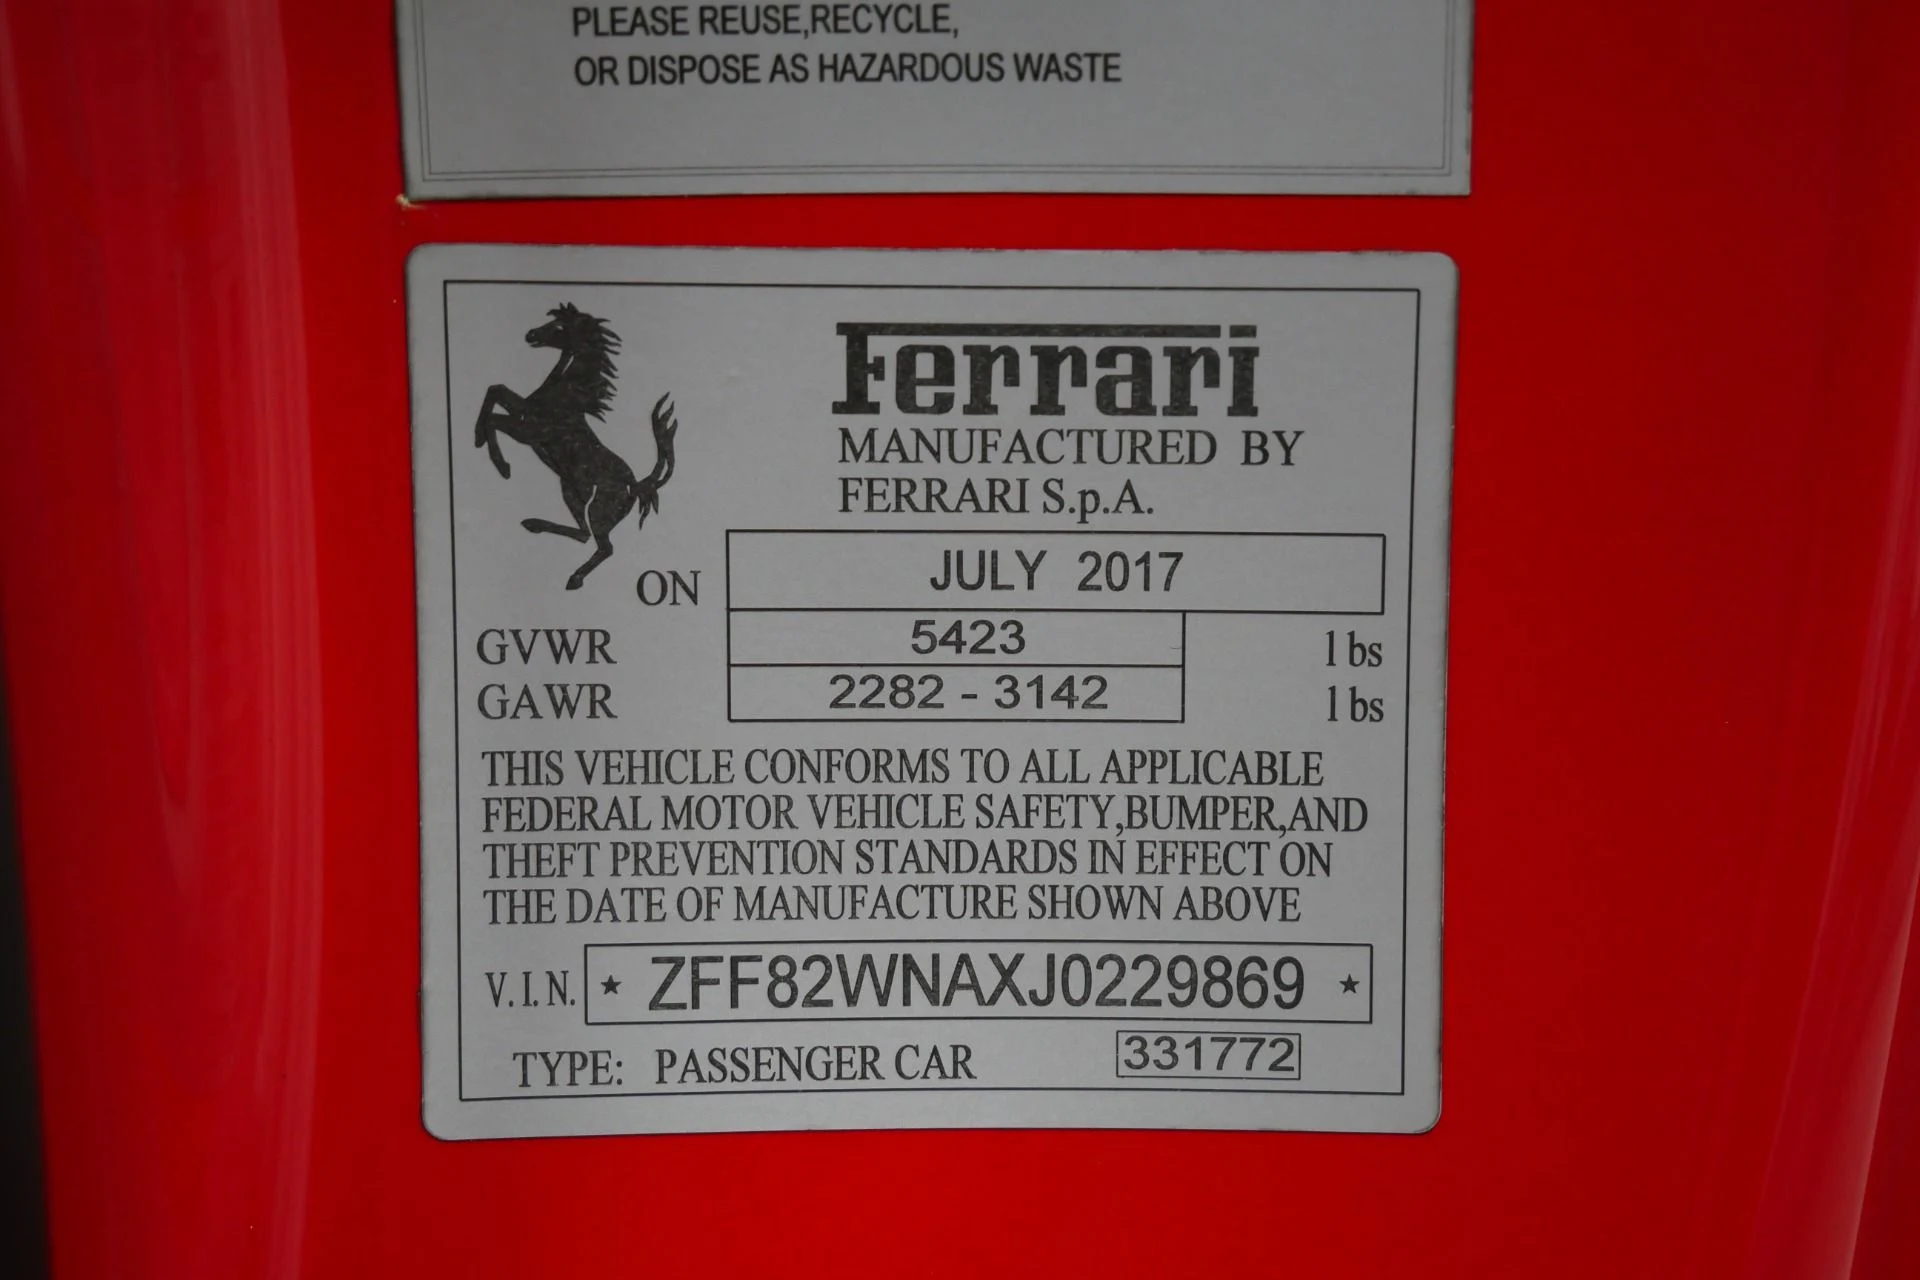 PLEASE REUSE,RECYCLE,
OR DISPOSE AS HAZARDOUS WASTE
Ferrari
MANUFACTURED BY
FERRARI S.p.A.
ON JULY 2017
GVWR 5423 lbs
GAWR 2282 - 3142 lbs
THIS VEHICLE CONFORMS TO ALL APPLICABLE
FEDERAL MOTOR VEHICLE SAFETY,BUMPER,AND
THEFT PREVENTION STANDARDS IN EFFECT ON
THE DATE OF MANUFACTURE SHOWN ABOVE
V.I.N. ★ ZFF82WNAXJ0229869 ★
TYPE: PASSENGER CAR 331772